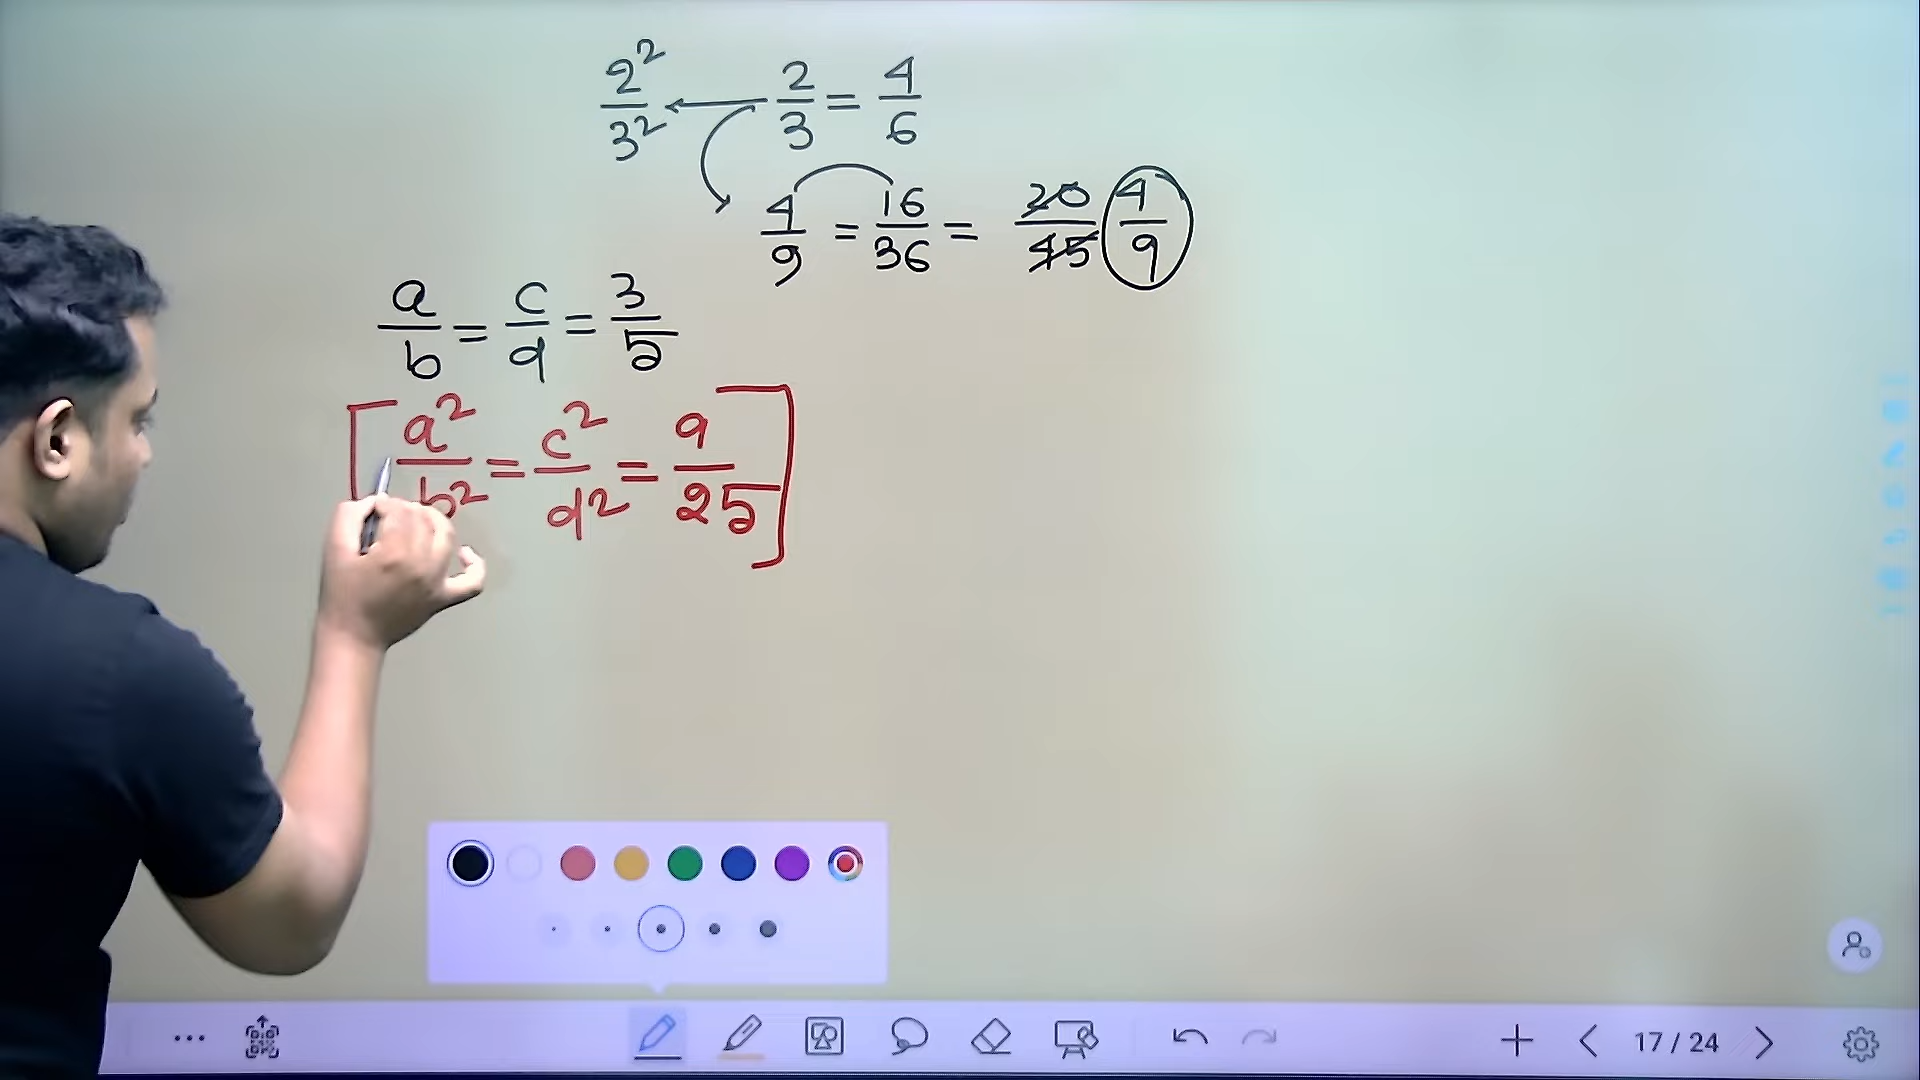 2²/3² ← 2/3 = 4/6
4/9 = 16/36 = 20/45 4/9
a/b = c/d = 3/5
[a²/b² = c²/d² = 9/25]
17 / 24